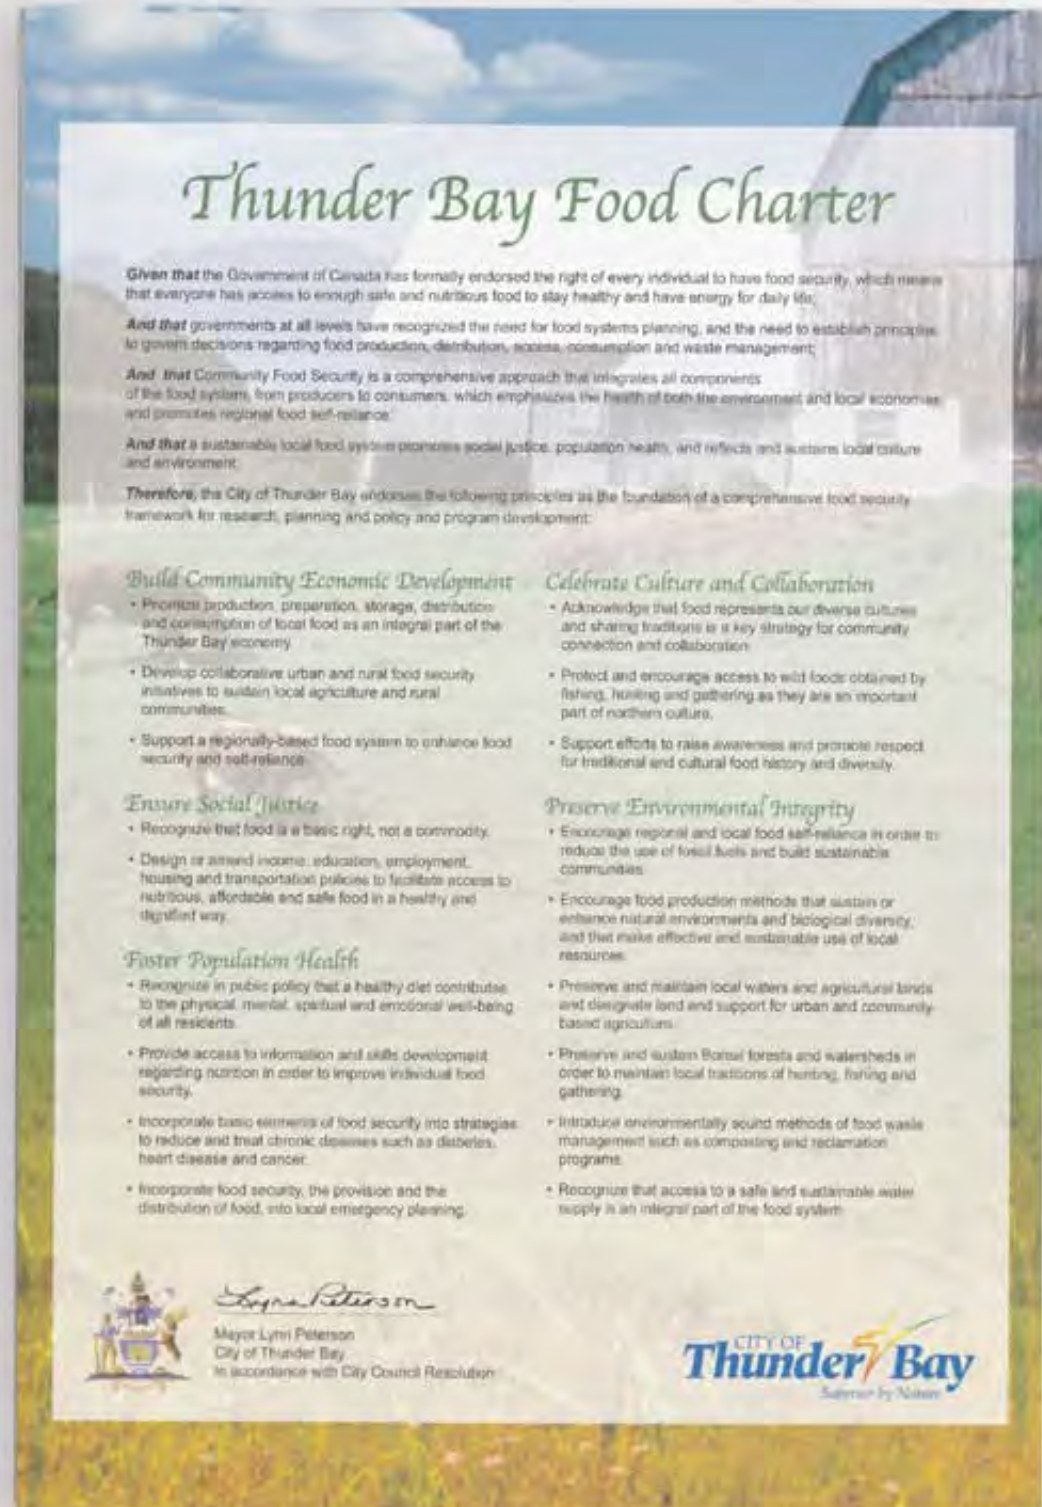 Thunder Bay Food Charter
Given that the Government of Canada has formally endorsed the right of every individual to have food security, which means
that everyone has access to enough safe and nutritious food to stay healthy and have energy for daily life;
And that governments at all levels have recognized the need for food systems planning, and the need to establish principles
to govern decisions regarding food production, distribution, access, consumption and waste management;
And that Community Food Security is a comprehensive approach that integrates all components
of the food system, from producers to consumers, which emphasizes the health of both the environment and local economies
and promotes regional food self-reliance.
And that a sustainable local food system promotes social justice, population health, and reflects and sustains local culture
and environment.
Therefore, the City of Thunder Bay endorses the following principles as the foundation of a comprehensive food security
framework for research, planning and policy and program development:
Build Community Economic Development
• Prioritize production, preparation, storage, distribution
and consumption of local food as an integral part of the
Thunder Bay economy.
• Develop collaborative urban and rural food security
initiatives to sustain local agriculture and rural
communities.
• Support a regionally-based food system to enhance food
security and self-reliance.
Ensure Social Justice
• Recognize that food is a basic right, not a commodity.
• Design or amend income, education, employment,
housing and transportation policies to facilitate access to
nutritious, affordable and safe food in a healthy and
dignified way.
Foster Population Health
• Recognize in public policy that a healthy diet contributes
to the physical, mental, spiritual and emotional well-being
of all residents.
• Provide access to information and skills development
regarding nutrition in order to improve individual food
security.
• Incorporate basic elements of food security into strategies
to reduce and treat chronic diseases such as diabetes,
heart disease and cancer.
• Incorporate food security, the provision and the
distribution of food, into local emergency planning.
Celebrate Culture and Collaboration
• Acknowledge that food represents our diverse cultures
and sharing traditions is a key strategy for community
connection and collaboration.
• Protect and encourage access to wild foods obtained by
fishing, hunting and gathering as they are an important
part of northern culture.
• Support efforts to raise awareness and promote respect
for traditional and cultural food history and diversity.
Preserve Environmental Integrity
• Encourage regional and local food self-reliance in order to
reduce the use of fossil fuels and build sustainable
communities.
• Encourage food production methods that sustain or
enhance natural environments and biological diversity,
and that make effective and sustainable use of local
resources.
• Preserve and maintain local waters and agricultural lands
and designate land and support for urban and community-
based agriculture.
• Preserve and sustain Boreal forests and watersheds in
order to maintain local traditions of hunting, fishing and
gathering.
• Introduce environmentally sound methods of food waste
management such as composting and reclamation
programs.
• Recognize that access to a safe and sustainable water
supply is an integral part of the food system.
Lynn Peterson
Mayor Lynn Peterson
City of Thunder Bay
In accordance with City Council Resolution
CITY OF
Thunder Bay
Superior by Nature